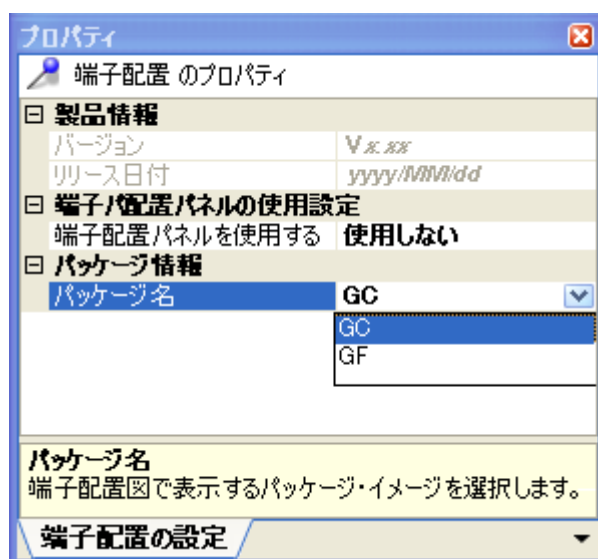 プロパティ
端子配置 のプロパティ
製品情報
バージョン Vx.xx
リリース日付 yyyy/MM/dd
端子パ配置パネルの使用設定
端子配置パネルを使用する 使用しない
パッケージ情報
パッケージ名 GC
GC
GF
パッケージ名
端子配置図で表示するパッケージ・イメージを選択します。
端子配置の設定